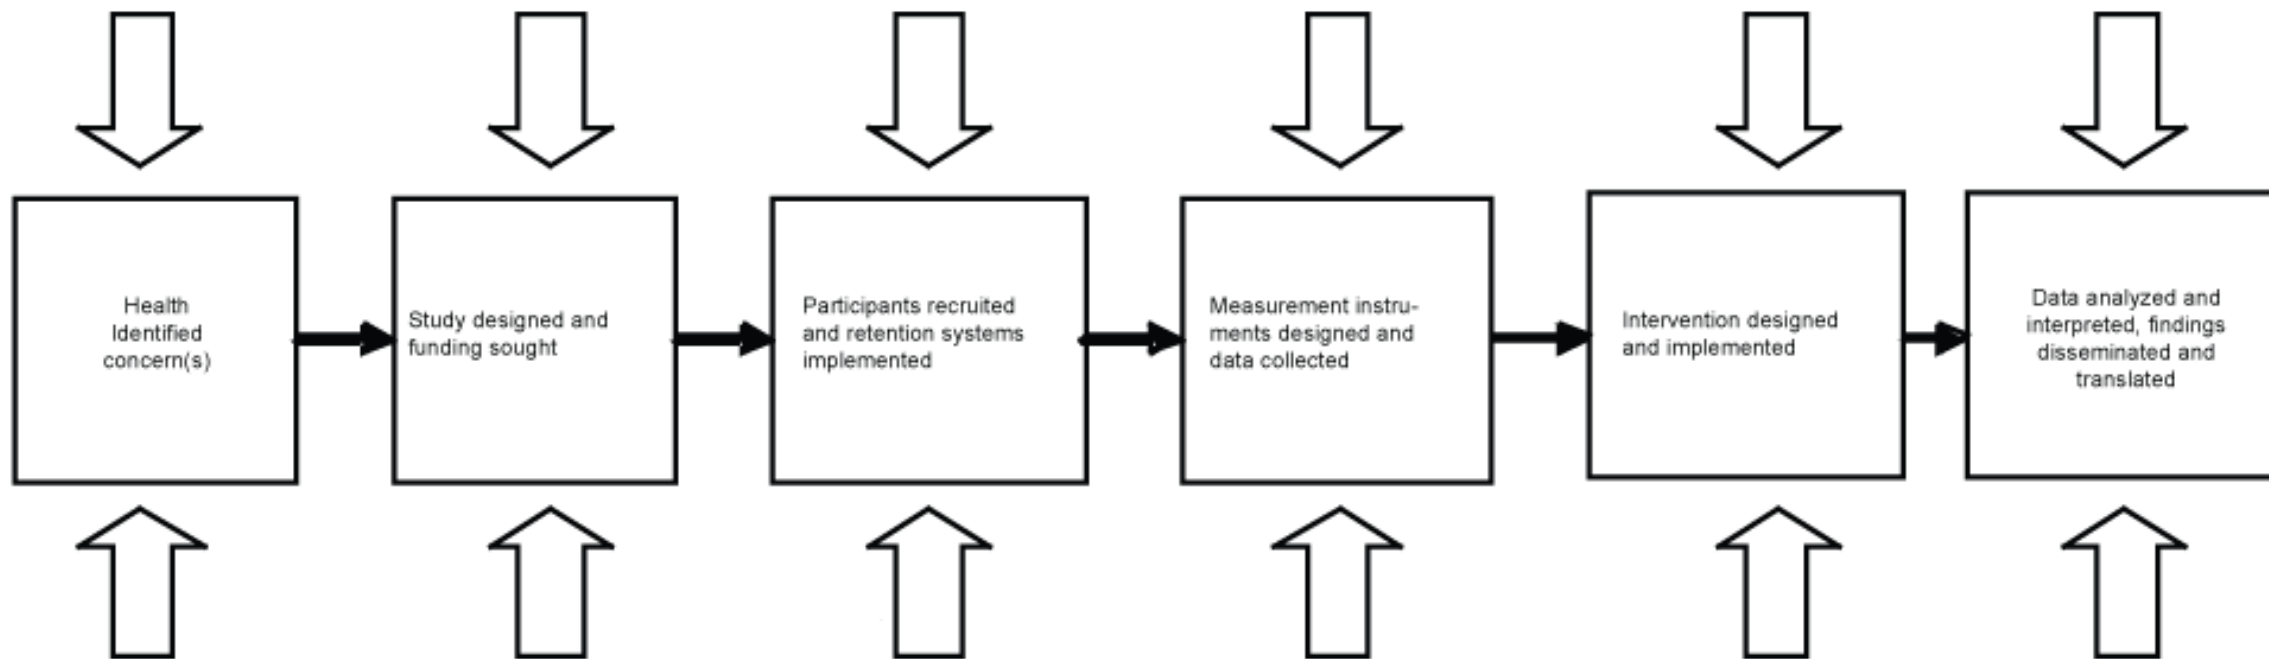 Health
Identified
concern(s)
Study designed and
funding sought
Participants recruited
and retention systems
implemented
Measurement instru-
ments designed and
data collected
Intervention designed
and implemented
Data analyzed and
interpreted, findings
disseminated and
translated